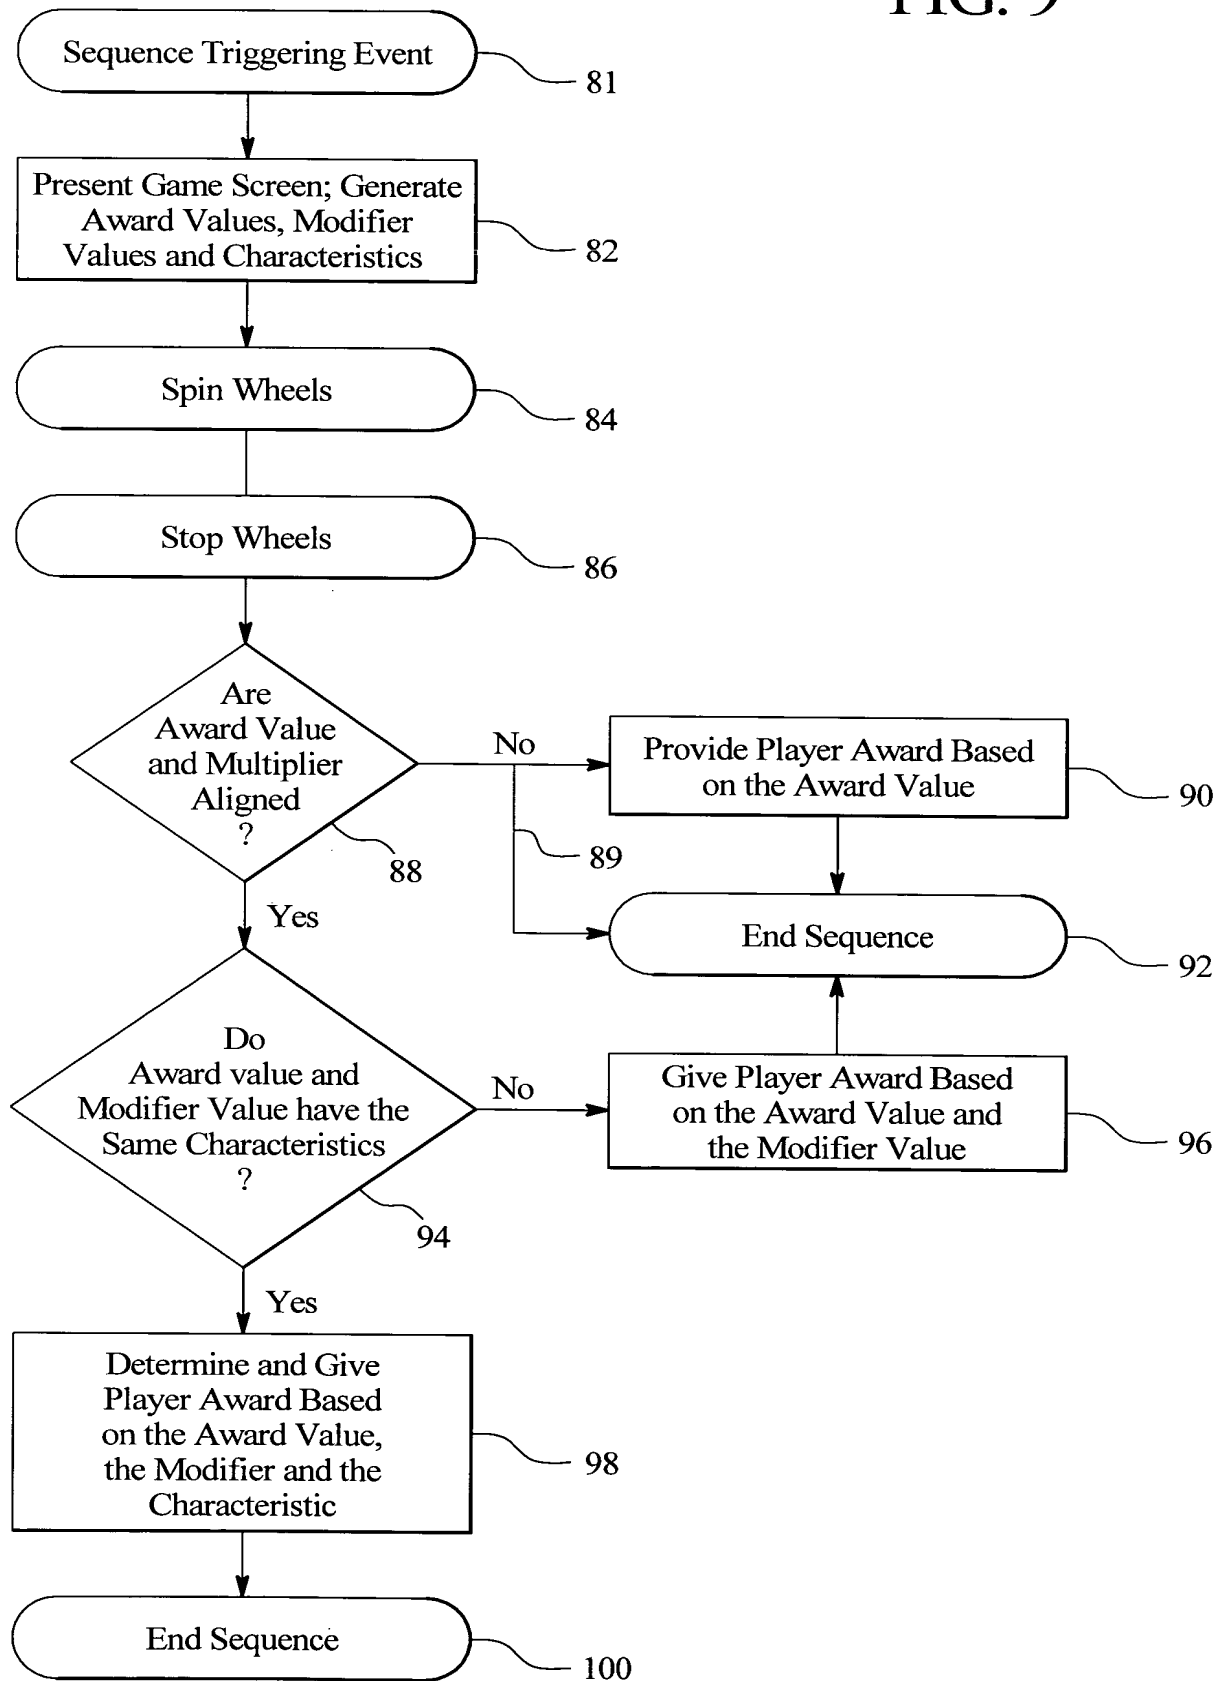 FIG. 9
Sequence Triggering Event
81
Present Game Screen; Generate
Award Values, Modifier
Values and Characteristics
82
Spin Wheels
84
Stop Wheels
86
Are
Award Value
and Multiplier
Aligned
?
88
No
89
Provide Player Award Based
on the Award Value
90
End Sequence
92
Yes
Do
Award value and
Modifier Value have the
Same Characteristics
?
94
No
Give Player Award Based
on the Award Value and
the Modifier Value
96
Yes
Determine and Give
Player Award Based
on the Award Value,
the Modifier and the
Characteristic
98
End Sequence
100